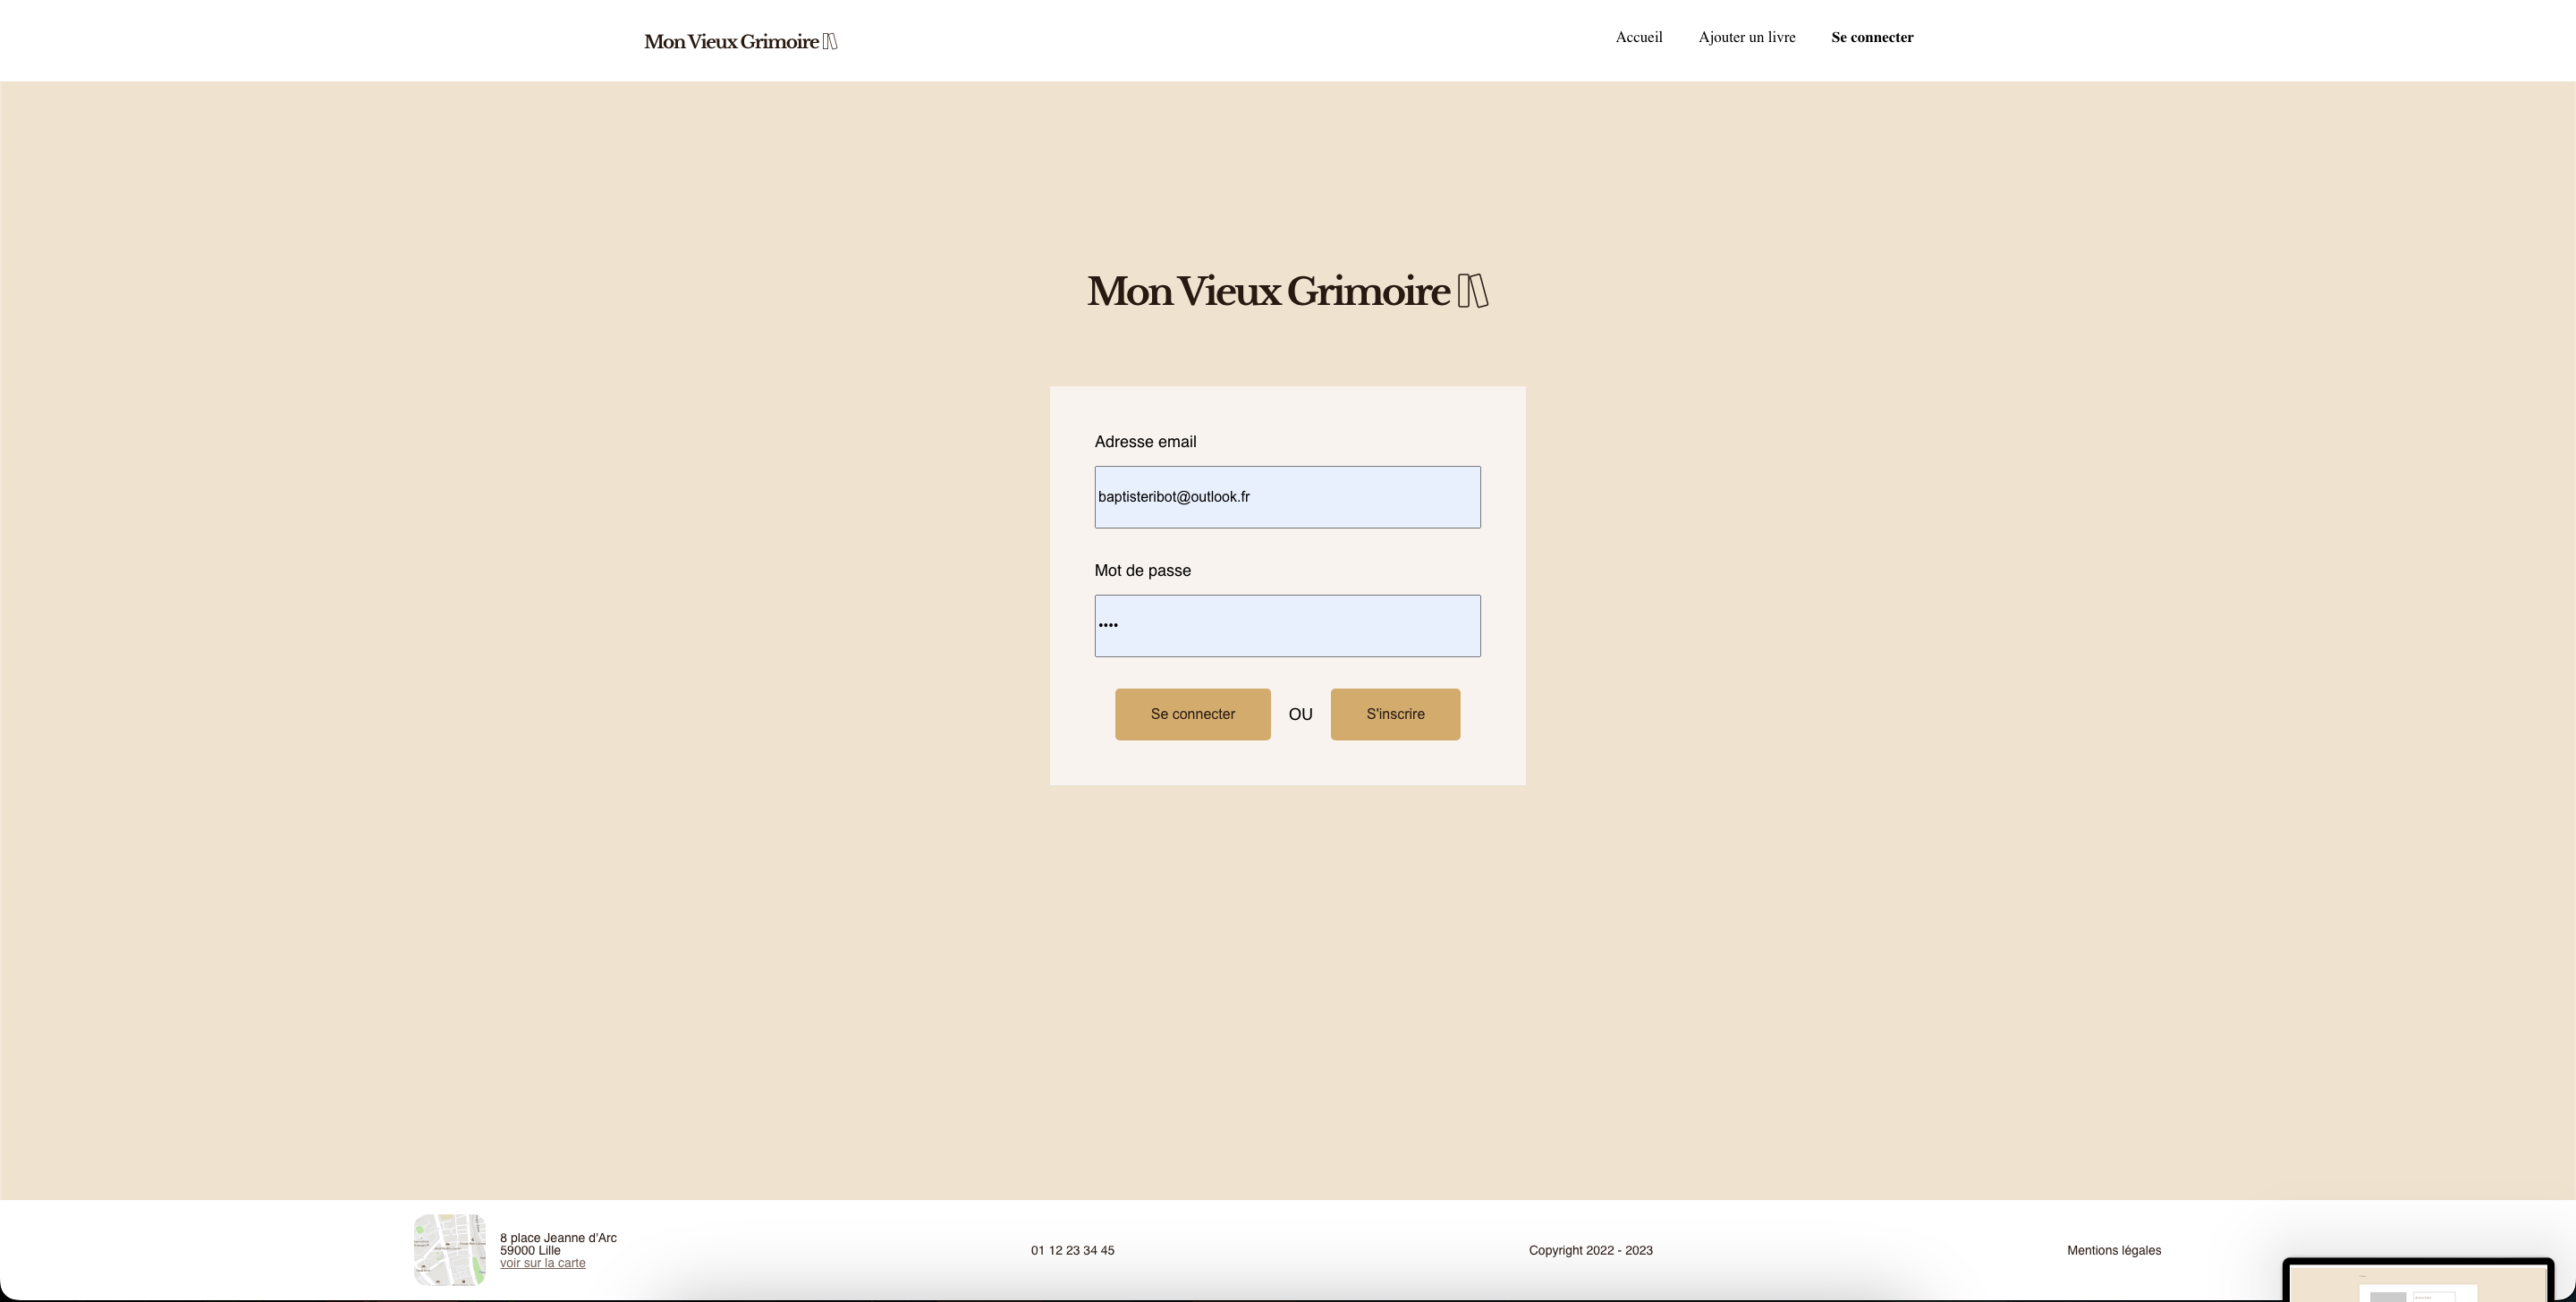 Mon Vieux Grimoire
Accueil
Ajouter un livre
Se connecter
Mon Vieux Grimoire
Adresse email
baptisteribot@outlook.fr
Mot de passe
••••
Se connecter
OU
S'inscrire
8 place Jeanne d'Arc
59000 Lille
voir sur la carte
01 12 23 34 45
Copyright 2022 - 2023
Mentions légales